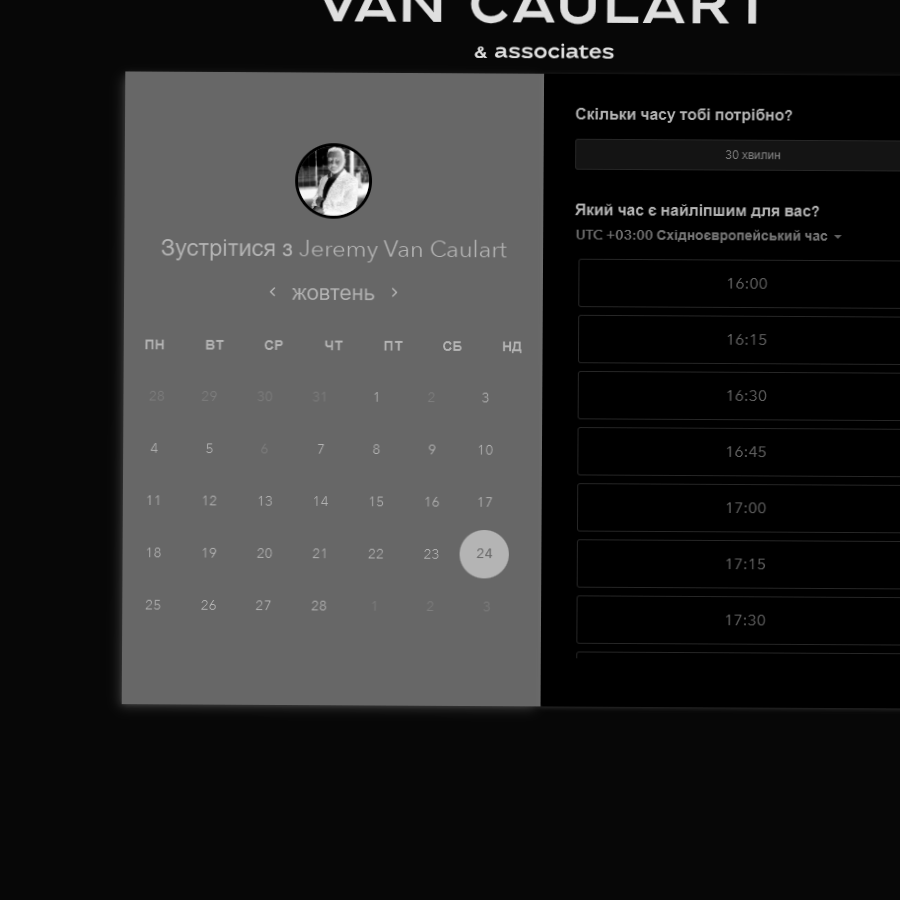 VAN CAULART
& associates
Зустрітися з Jeremy Van Caulart
жовтень
ПН ВТ СР ЧТ ПТ СБ НД
28 29 30 31 1 2 3
4 5 6 7 8 9 10
11 12 13 14 15 16 17
18 19 20 21 22 23 24
25 26 27 28 1 2 3
Скільки часу тобі потрібно?
30 хвилин
Який час є найліпшим для вас?
UTC +03:00 Східноєвропейський час
16:00
16:15
16:30
16:45
17:00
17:15
17:30